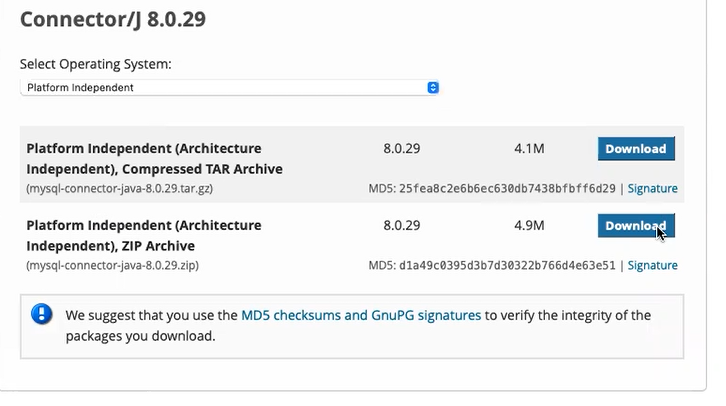 Connector/J 8.0.29
Select Operating System:
Platform Independent
Platform Independent (Architecture Independent), Compressed TAR Archive
8.0.29
4.1M
Download
(mysql-connector-java-8.0.29.tar.gz)
MD5: 25fea8c2e6b6ec630db7438bfbff6d29 | Signature
Platform Independent (Architecture Independent), ZIP Archive
8.0.29
4.9M
Download
(mysql-connector-java-8.0.29.zip)
MD5: d1a49c0395d3b7d30322b766d4e63e51 | Signature
We suggest that you use the MD5 checksums and GnuPG signatures to verify the integrity of the
packages you download.